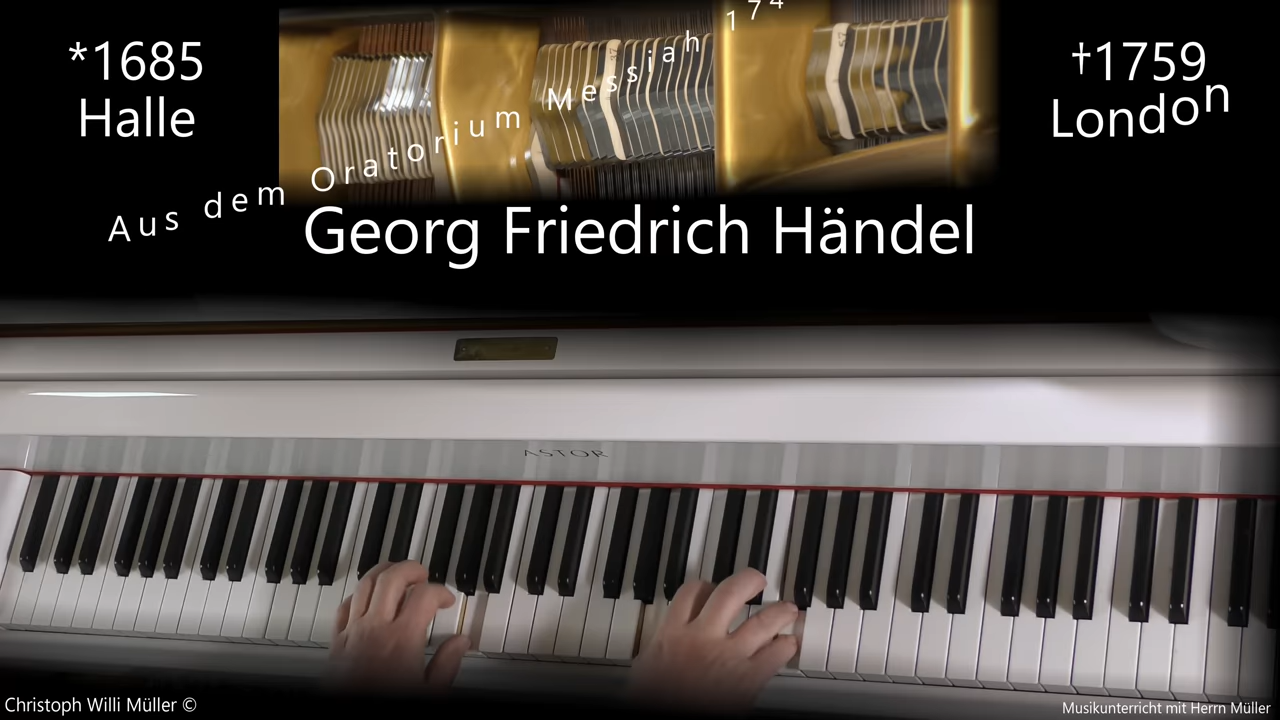 *1685
Halle
†1759
London
Aus dem Oratorium Messiah 174
Georg Friedrich Händel
ASTOR
Christoph Willi Müller ©
Musikunterricht mit Herrn Müller